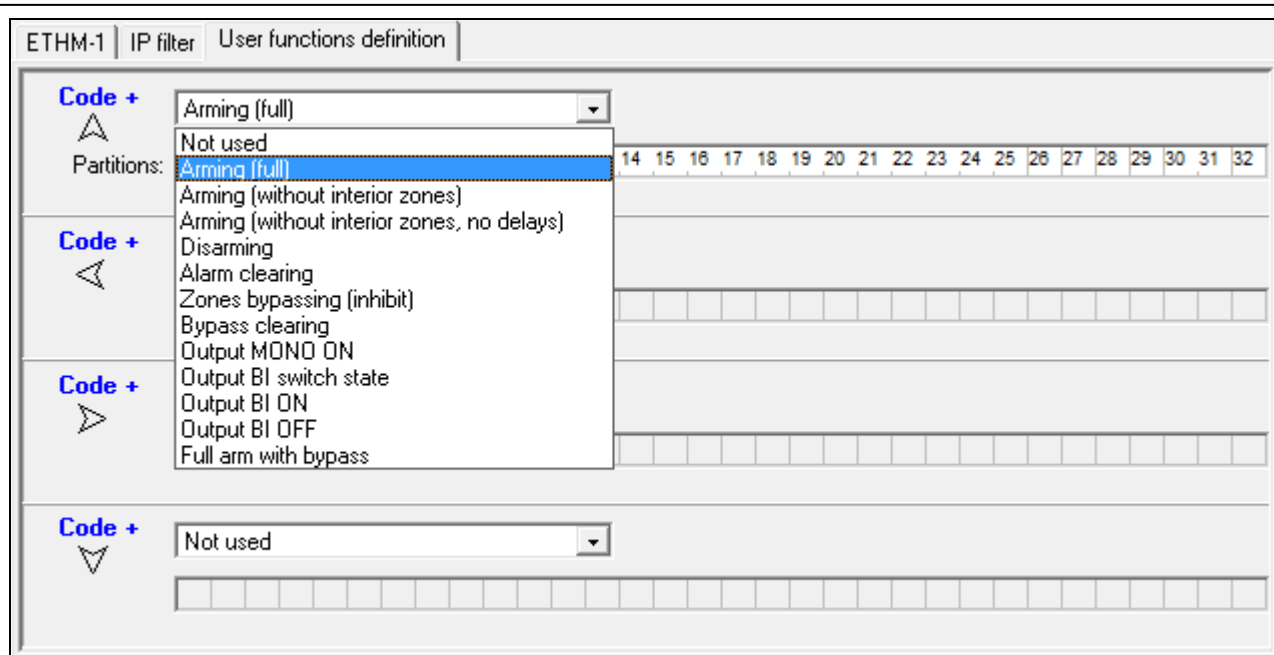 ETHM-1 IP filter User functions definition
Code +
Arming (full)
Not used
Partitions: Arming (full) 14 15 16 17 18 19 20 21 22 23 24 25 26 27 28 29 30 31 32
Arming (without interior zones)
Arming (without interior zones, no delays)
Code +
Disarming
Alarm clearing
Zones bypassing (inhibit)
Bypass clearing
Output MONO ON
Code +
Output BI switch state
Output BI ON
Output BI OFF
Full arm with bypass
Code +
Not used